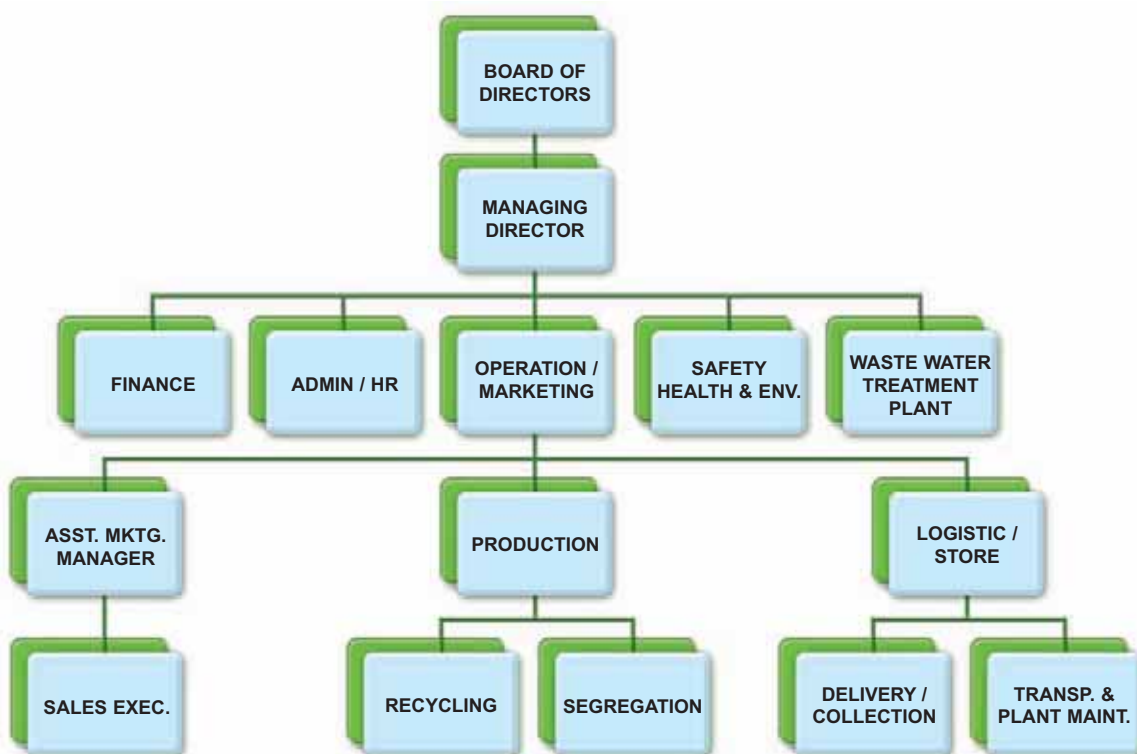 BOARD OF
DIRECTORS
MANAGING
DIRECTOR
FINANCE
ADMIN / HR
OPERATION /
MARKETING
SAFETY
HEALTH & ENV.
WASTE WATER
TREATMENT
PLANT
ASST. MKTG.
MANAGER
PRODUCTION
LOGISTIC /
STORE
SALES EXEC.
RECYCLING
SEGREGATION
DELIVERY /
COLLECTION
TRANSP. &
PLANT MAINT.